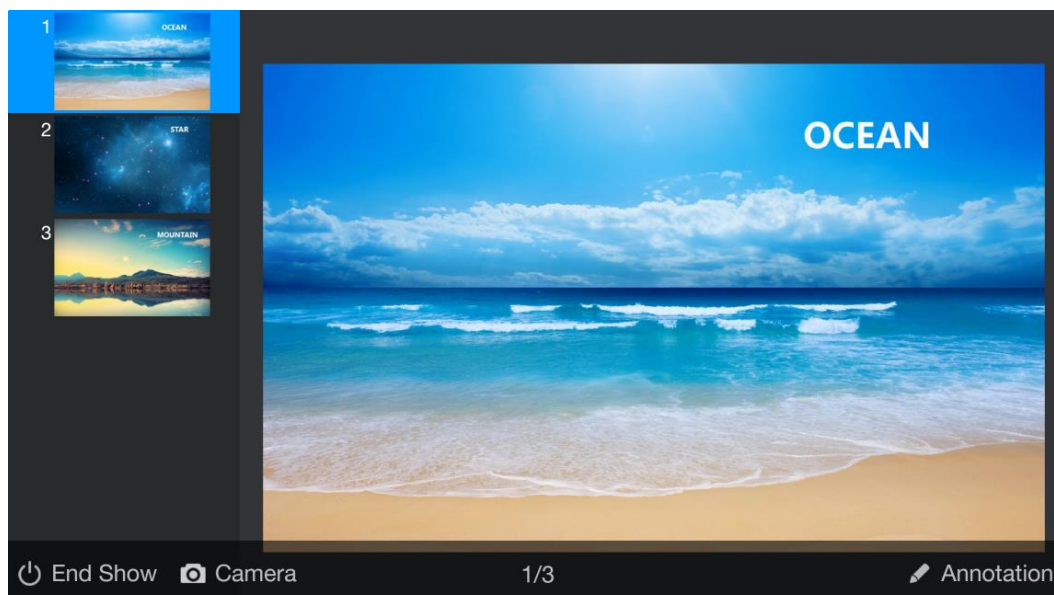 1
OCEAN
2
STAR
3
MOUNTAIN
OCEAN
End Show
Camera
1/3
Annotation